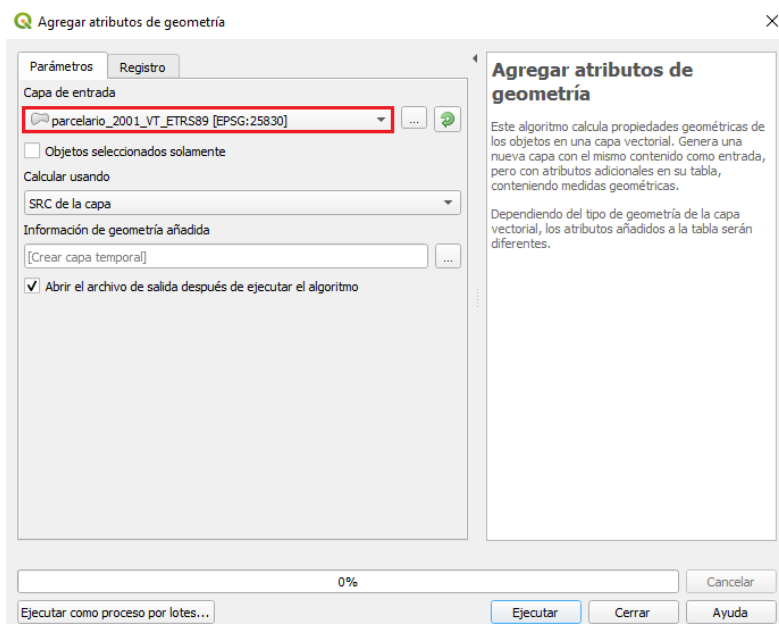 Agregar atributos de geometría
Parámetros
Registro
Capa de entrada
parcelario_2001_VT_ETRS89 [EPSG:25830]
...
Objetos seleccionados solamente
Calcular usando
SRC de la capa
Información de geometría añadida
[Crear capa temporal]
...
Abrir el archivo de salida después de ejecutar el algoritmo
Agregar atributos de
geometría
Este algoritmo calcula propiedades geométricas de
los objetos en una capa vectorial. Genera una
nueva capa con el mismo contenido como entrada,
pero con atributos adicionales en su tabla,
conteniendo medidas geométricas.
Dependiendo del tipo de geometría de la capa
vectorial, los atributos añadidos a la tabla serán
diferentes.
0%
Cancelar
Ejecutar como proceso por lotes...
Ejecutar
Cerrar
Ayuda